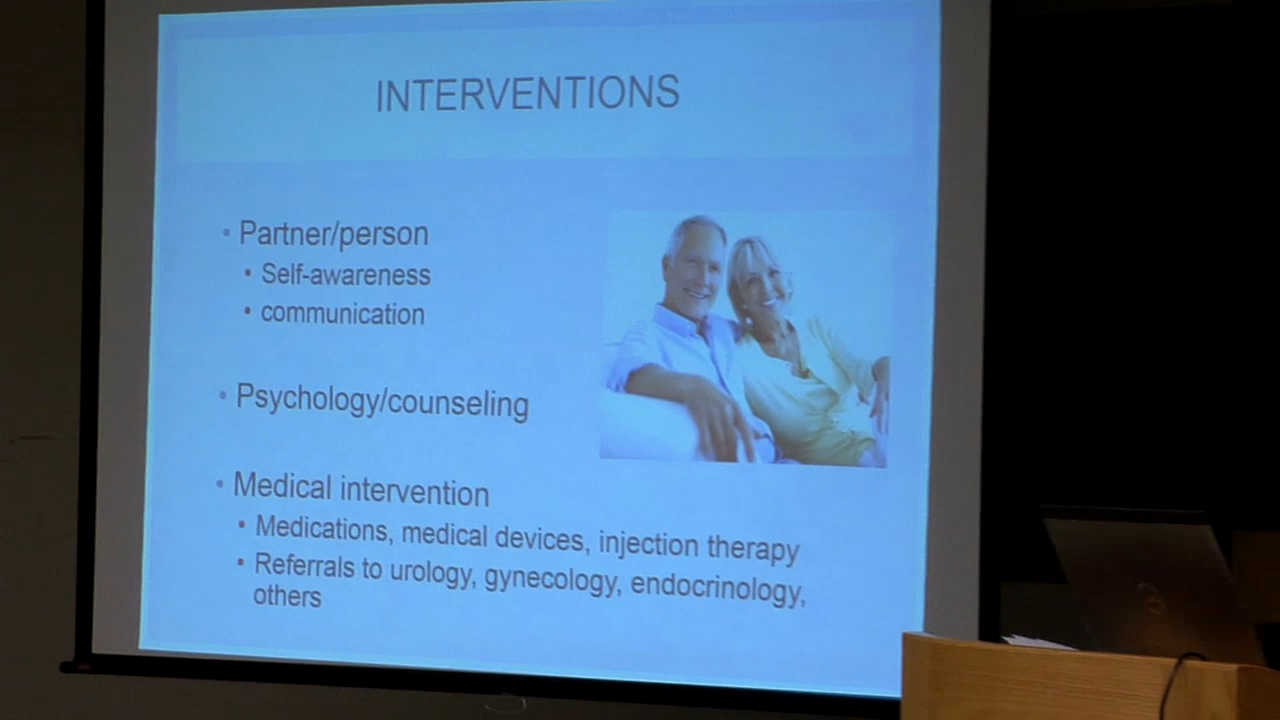 INTERVENTIONS
• Partner/person
• Self-awareness
• communication
• Psychology/counseling
• Medical intervention
• Medications, medical devices, injection therapy
• Referrals to urology, gynecology, endocrinology,
others